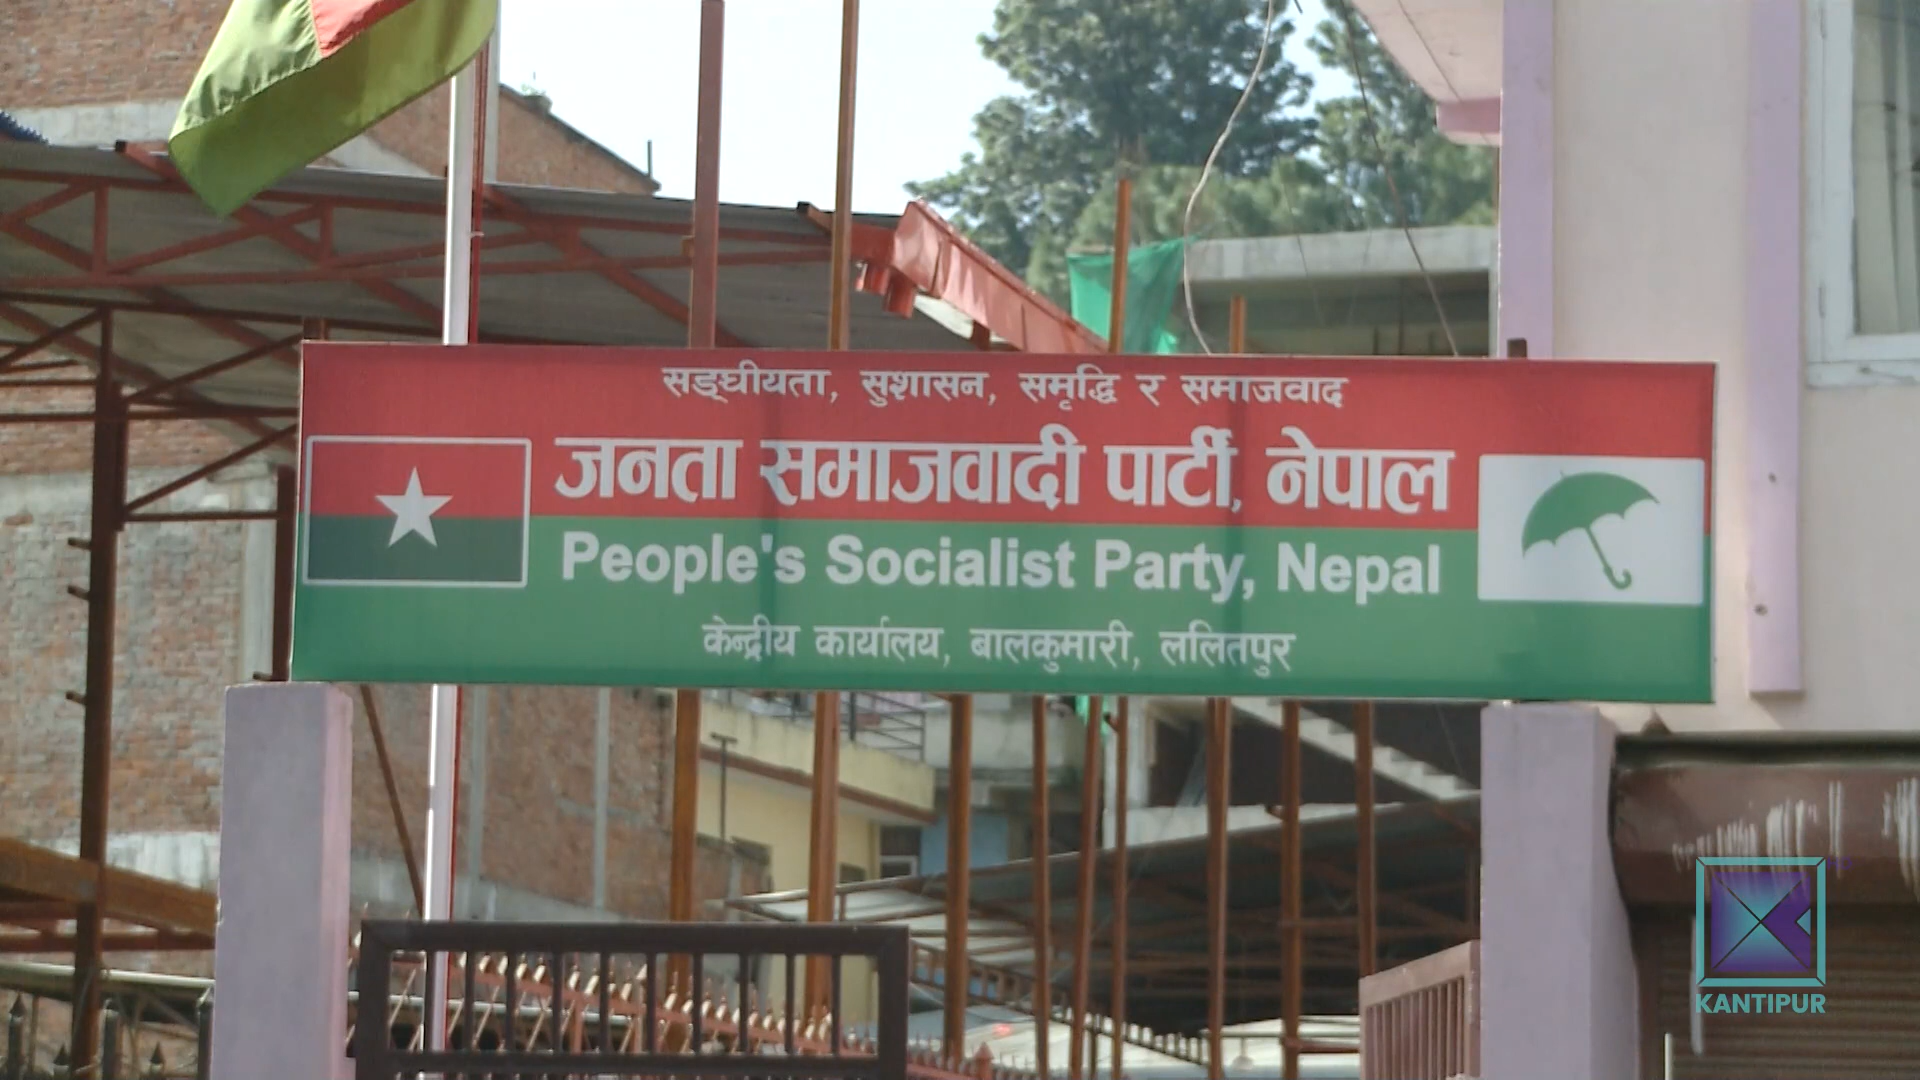 सङ्घीयता, सुशासन, समृद्धि र समाजवाद
जनता समाजवादी पार्टी, नेपाल
People's Socialist Party, Nepal
केन्द्रीय कार्यालय, बालकुमारी, ललितपुर
KANTIPUR